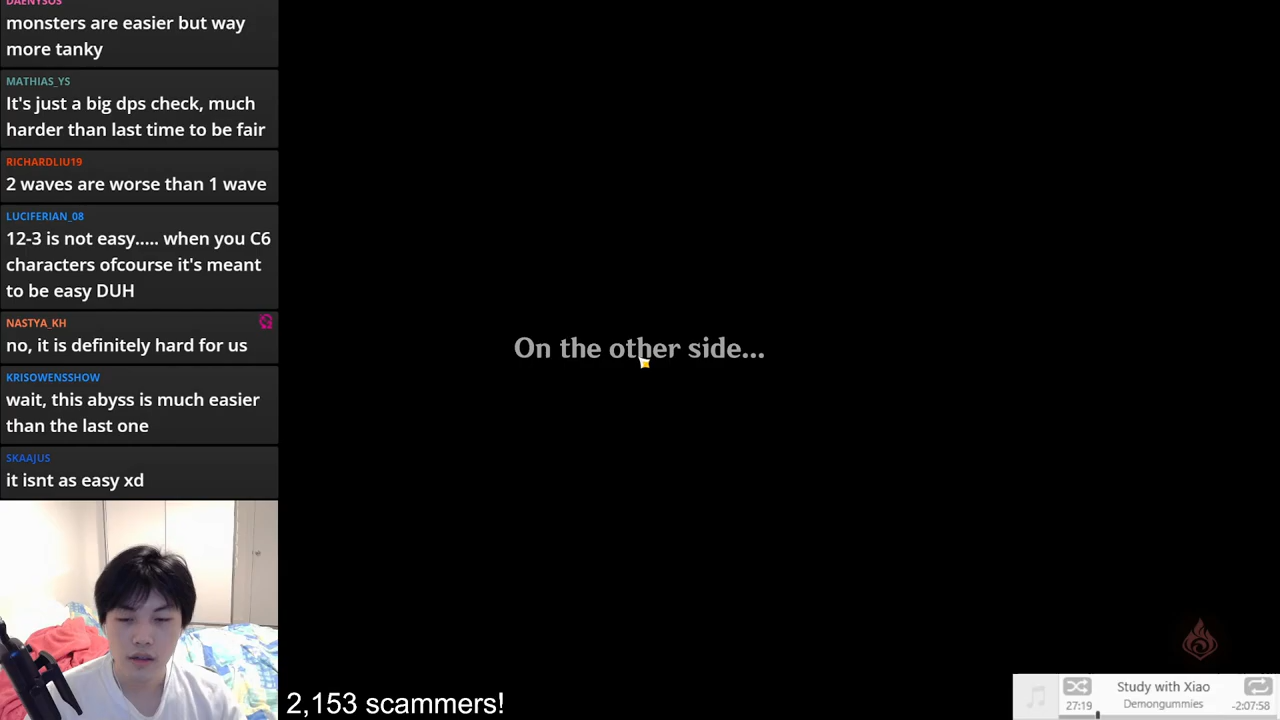 DAENYSOS
monsters are easier but way
more tanky
MATHIAS_YS
It's just a big dps check, much
harder than last time to be fair
RICHARDLIU19
2 waves are worse than 1 wave
LUCIFERIAN_08
12-3 is not easy..... when you C6
characters ofcourse it's meant
to be easy DUH
NASTYA_KH
no, it is definitely hard for us
KRISOWENSSHOW
wait, this abyss is much easier
than the last one
SKAAJUS
it isnt as easy xd
On the other side...
2,153 scammers!
Study with Xiao
Demongummies
27:19
-2:07:58